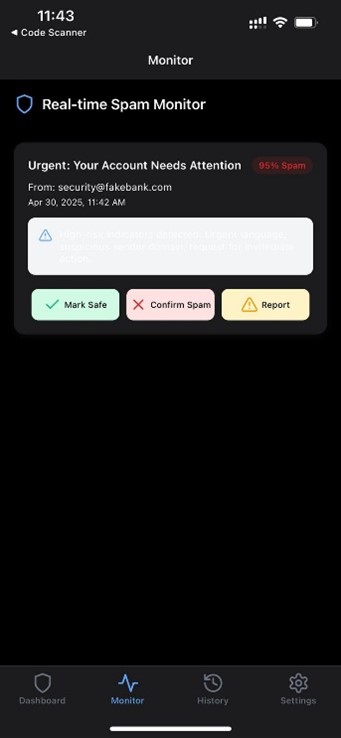 11:43
◀ Code Scanner
Monitor
Real-time Spam Monitor
Urgent: Your Account Needs Attention 95% Spam
From: security@fakebank.com
Apr 30, 2025, 11:42 AM
Mark Safe Confirm Spam Report
Dashboard Monitor History Settings